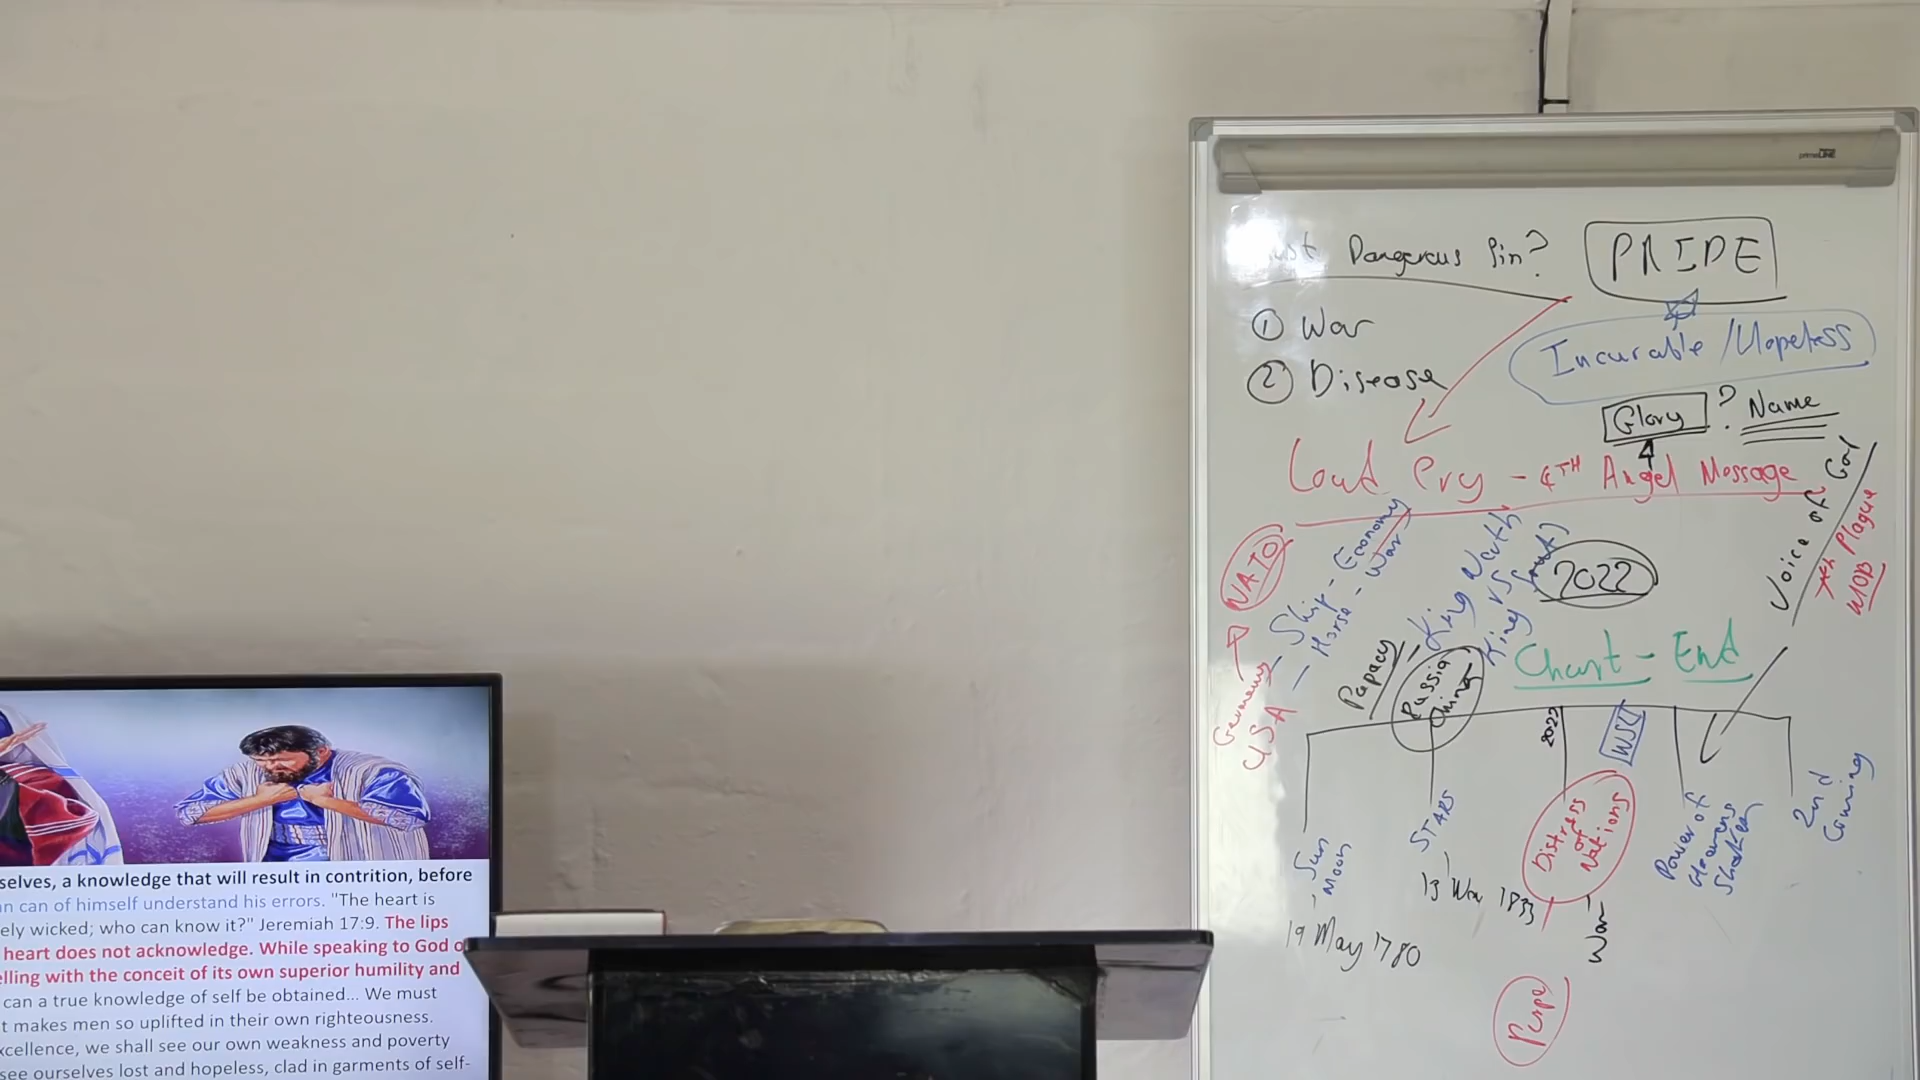 primeLINE
Dangerous Sin?
PRIDE
① War
② Disease
Incurable / Hopeless
Glory ? Name
Loud Cry - 4TH Angel Message
Voice of God
7th Plague
NATO
Ship - Economy
Horse - War
Germany
USA
Papacy
King North
vs
King South
Russia
2022
Chart - End
2022
WSL
Sun
Moon
19 May 1780
STARS
13 Nov 1833
Distress
of
Nations
War
Power of
Heavens
Shaken
2nd
Coming
selves, a knowledge that will result in contrition, before
can of himself understand his errors. "The heart is
ely wicked; who can know it?" Jeremiah 17:9. The lips
heart does not acknowledge. While speaking to God
elling with the conceit of its own superior humility and
can a true knowledge of self be obtained... We must
t makes men so uplifted in their own righteousness.
xcellence, we shall see our own weakness and poverty
see ourselves lost and hopeless, clad in garments of self-